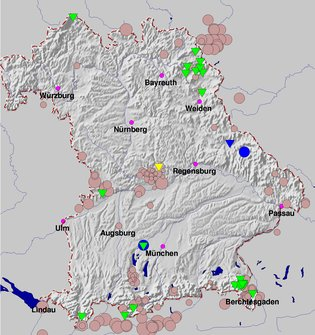 Bayreuth
Würzburg
Weiden
Nürnberg
Regensburg
Passau
Ulm
Augsburg
München
Berchtesgaden
Lindau